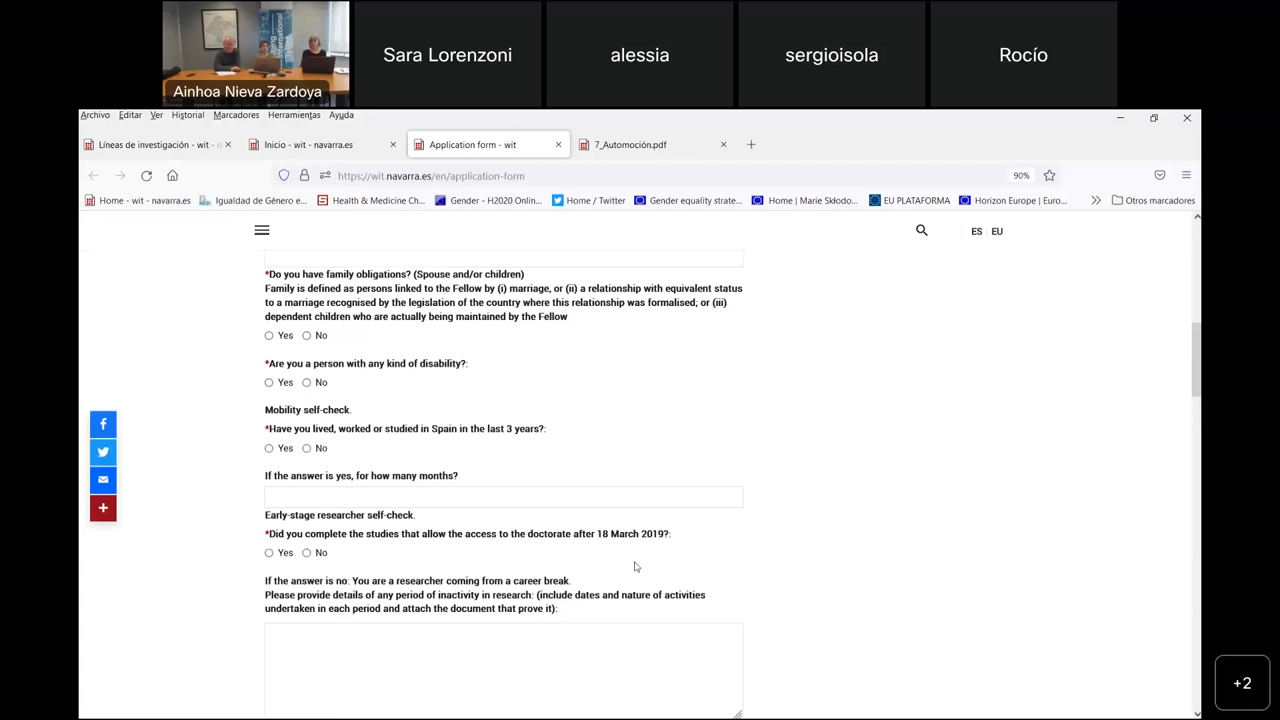 Ainhoa Nieva Zardoya
Sara Lorenzoni
alessia
sergioisola
Rocío
Archivo Editar Ver Historial Marcadores Herramientas Ayuda
Líneas de investigación - wit - n
Inicio - wit - navarra.es
Application form - wit
7_Automoción.pdf
https://wit.navarra.es/en/application-form
90%
Home - wit - navarra.es
Igualdad de Género e...
Health & Medicine Ch...
Gender - H2020 Onlin...
Home / Twitter
Gender equality strate...
Home | Marie Skłodo...
EU PLATAFORMA
Horizon Europe | Euro...
Otros marcadores
ES EU
*Do you have family obligations? (Spouse and/or children)
Family is defined as persons linked to the Fellow by (i) marriage, or (ii) a relationship with equivalent status
to a marriage recognised by the legislation of the country where this relationship was formalised; or (iii)
dependent children who are actually being maintained by the Fellow
Yes No
*Are you a person with any kind of disability?:
Yes No
Mobility self-check.
*Have you lived, worked or studied in Spain in the last 3 years?:
Yes No
If the answer is yes, for how many months?
Early-stage researcher self-check.
*Did you complete the studies that allow the access to the doctorate after 18 March 2019?:
Yes No
If the answer is no: You are a researcher coming from a career break.
Please provide details of any period of inactivity in research: (include dates and nature of activities
undertaken in each period and attach the document that prove it):
+2